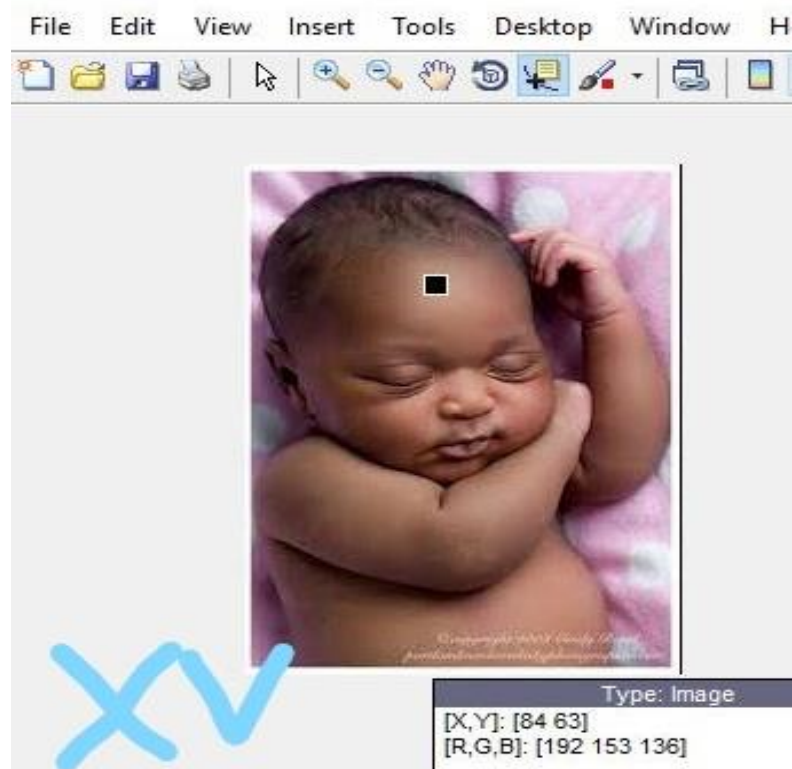 File Edit View Insert Tools Desktop Window H
XV
Type: Image
[X,Y]: [84 63]
[R,G,B]: [192 153 136]